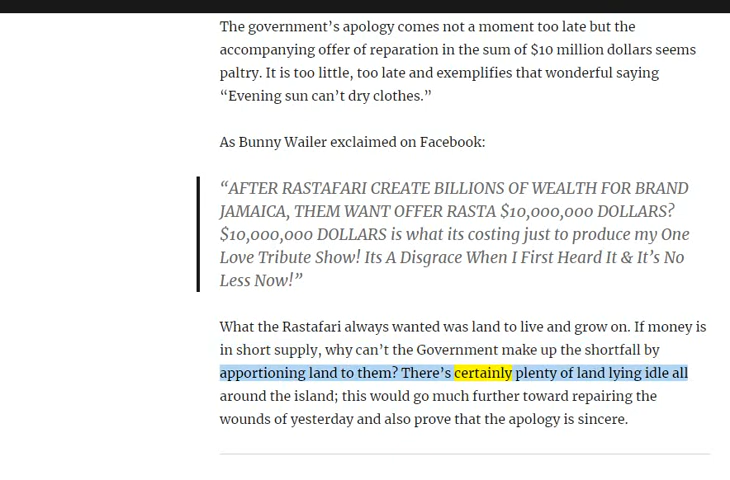 The government’s apology comes not a moment too late but the
accompanying offer of reparation in the sum of $10 million dollars seems
paltry. It is too little, too late and exemplifies that wonderful saying
“Evening sun can’t dry clothes.”
As Bunny Wailer exclaimed on Facebook:
“AFTER RASTAFARI CREATE BILLIONS OF WEALTH FOR BRAND
JAMAICA, THEM WANT OFFER RASTA $10,000,000 DOLLARS?
$10,000,000 DOLLARS is what its costing just to produce my One
Love Tribute Show! Its A Disgrace When I First Heard It & It’s No
Less Now!”
What the Rastafari always wanted was land to live and grow on. If money is
in short supply, why can’t the Government make up the shortfall by
apportioning land to them? There’s certainly plenty of land lying idle all
around the island; this would go much further toward repairing the
wounds of yesterday and also prove that the apology is sincere.